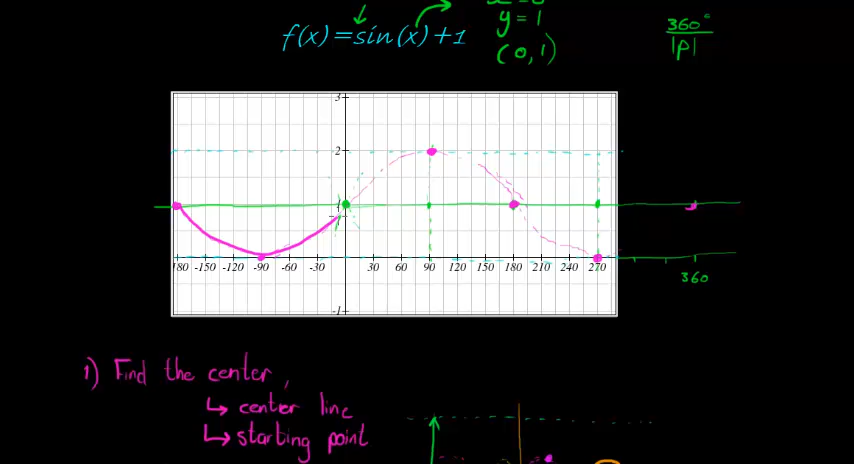 f(x)=sin(x)+1
y = 1
(0,1)
360°
|p|
3
2
1
-180 -150 -120 -90 -60 -30 30 60 90 120 150 180 210 240 270
360
-1
1) Find the center,
↳ center line
↳ starting point